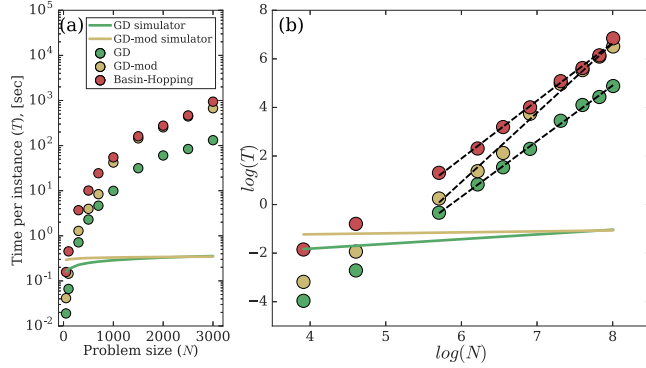 (a)
GD simulator
GD-mod simulator
GD
GD-mod
Basin-Hopping
Time per instance (T), [sec]
10^5
10^4
10^3
10^2
10^1
10^0
10^-1
10^-2
0 1000 2000 3000
Problem size (N)
(b)
log(T)
8
6
4
2
0
−2
−4
4 5 6 7 8
log(N)